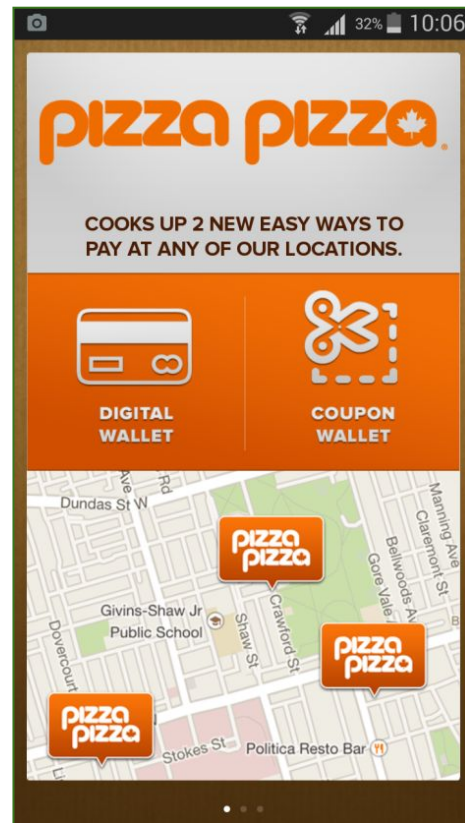 32% 10:06
pizza pizza.
COOKS UP 2 NEW EASY WAYS TO
PAY AT ANY OF OUR LOCATIONS.
DIGITAL
WALLET
COUPON
WALLET
Ave
Rd
Dundas St W
Manning Ave
Claremont St
pizza
pizza
Bellwoods
Gore Vale
Givins-Shaw Jr
Public School
Crawford St
Shaw St
Dovercourt
pizza
pizza
pizza
pizza
Stokes St
Politica Resto Bar